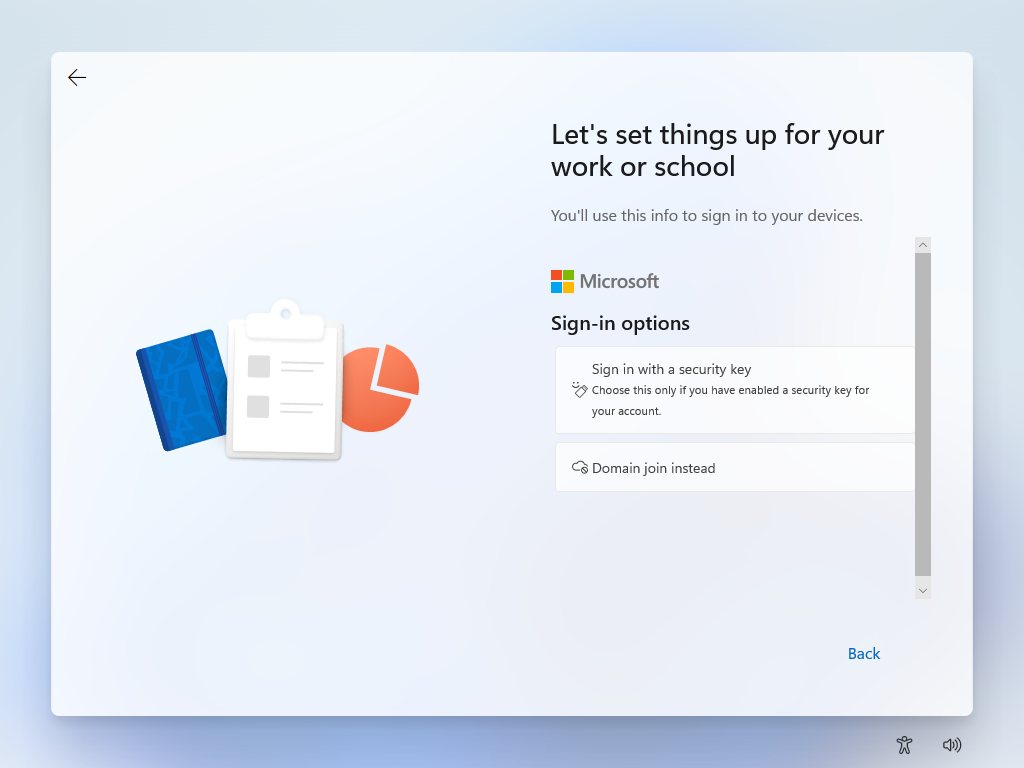 Let's set things up for your
work or school
You'll use this info to sign in to your devices.
Microsoft
Sign-in options
Sign in with a security key
Choose this only if you have enabled a security key for
your account.
Domain join instead
Back